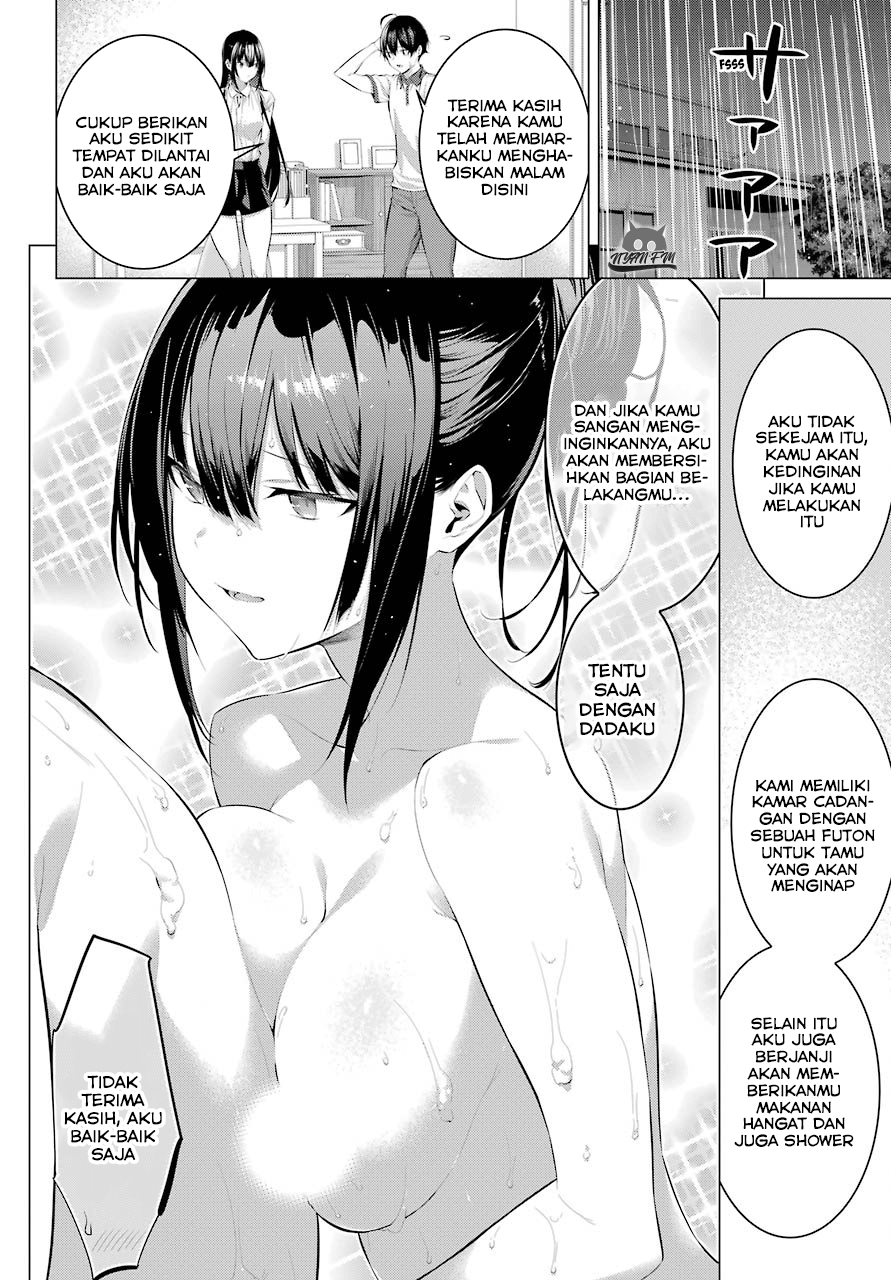 サァァァァ
FSSS
NYAN FM
TERIMA KASIH
KARENA KAMU
TELAH MEMBIAR-
KANKU MENGHA-
BISKAN MALAM
DISINI
CUKUP BERIKAN
AKU SEDIKIT
TEMPAT DILANTAI
DAN AKU AKAN
BAIK-BAIK SAJA
AKU TIDAK
SEKEJAM ITU,
KAMU AKAN
KEDINGINAN
JIKA KAMU
MELAKUKAN
ITU
KAMI MEMILIKI
KAMAR CADAN-
GAN DENGAN
SEBUAH FUTON
UNTUK TAMU
YANG AKAN
MENGINAP
SELAIN ITU
AKU JUGA
BERJANJI
AKAN MEM-
BERIKANMU
MAKANAN
HANGAT DAN
JUGA SHOWER
DAN JIKA KAMU
SANGAN MENG-
INGINKANNYA, AKU
AKAN MEMBERSI-
HKAN BAGIAN BE-
LAKANGMU...
TENTU
SAJA
DENGAN
DADAKU
TIDAK
TERIMA
KASIH, AKU
BAIK-BAIK
SAJA